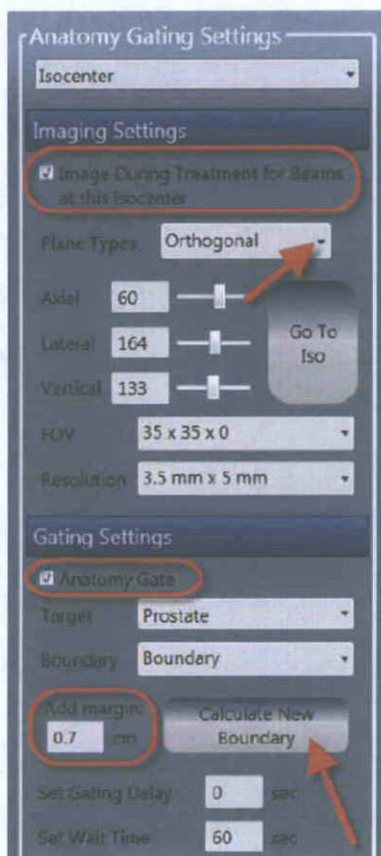 Anatomy Gating Settings
Isocenter
Imaging Settings
Image During Treatment for Beams
at this Isocenter
Plane Types Orthogonal
Axial 60
Lateral 164
Go To
Iso
Vertical 133
FOV 35 x 35 x 0
Resolution 3.5 mm x 5 mm
Gating Settings
Anatomy Gate
Target Prostate
Boundary Boundary
Add margin
0.7 cm
Calculate New
Boundary
Set Gating Delay 0 sec
Set Wait Time 60 sec